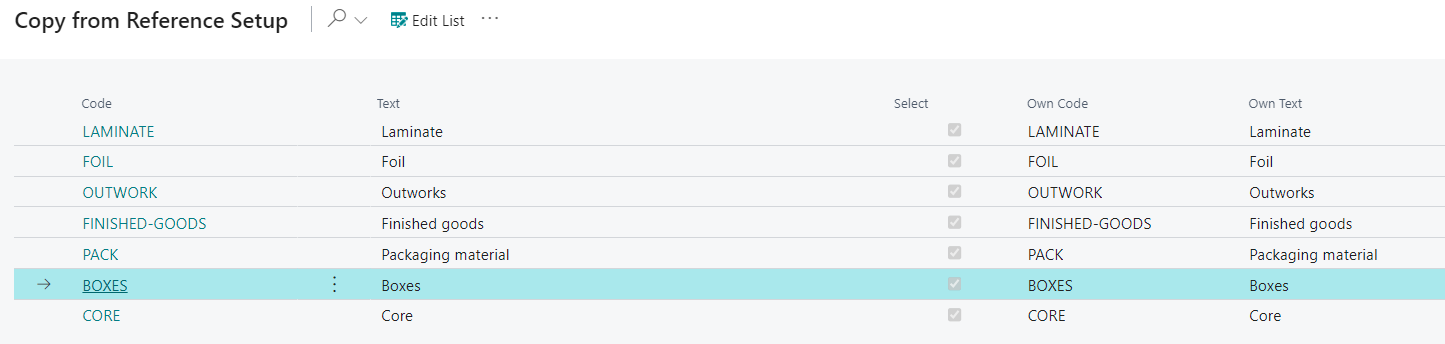 Copy from Reference Setup Edit List ...
Code Text Select Own Code Own Text
LAMINATE Laminate LAMINATE Laminate
FOIL Foil FOIL Foil
OUTWORK Outworks OUTWORK Outworks
FINISHED-GOODS Finished goods FINISHED-GOODS Finished goods
PACK Packaging material PACK Packaging material
BOXES Boxes BOXES Boxes
CORE Core CORE Core